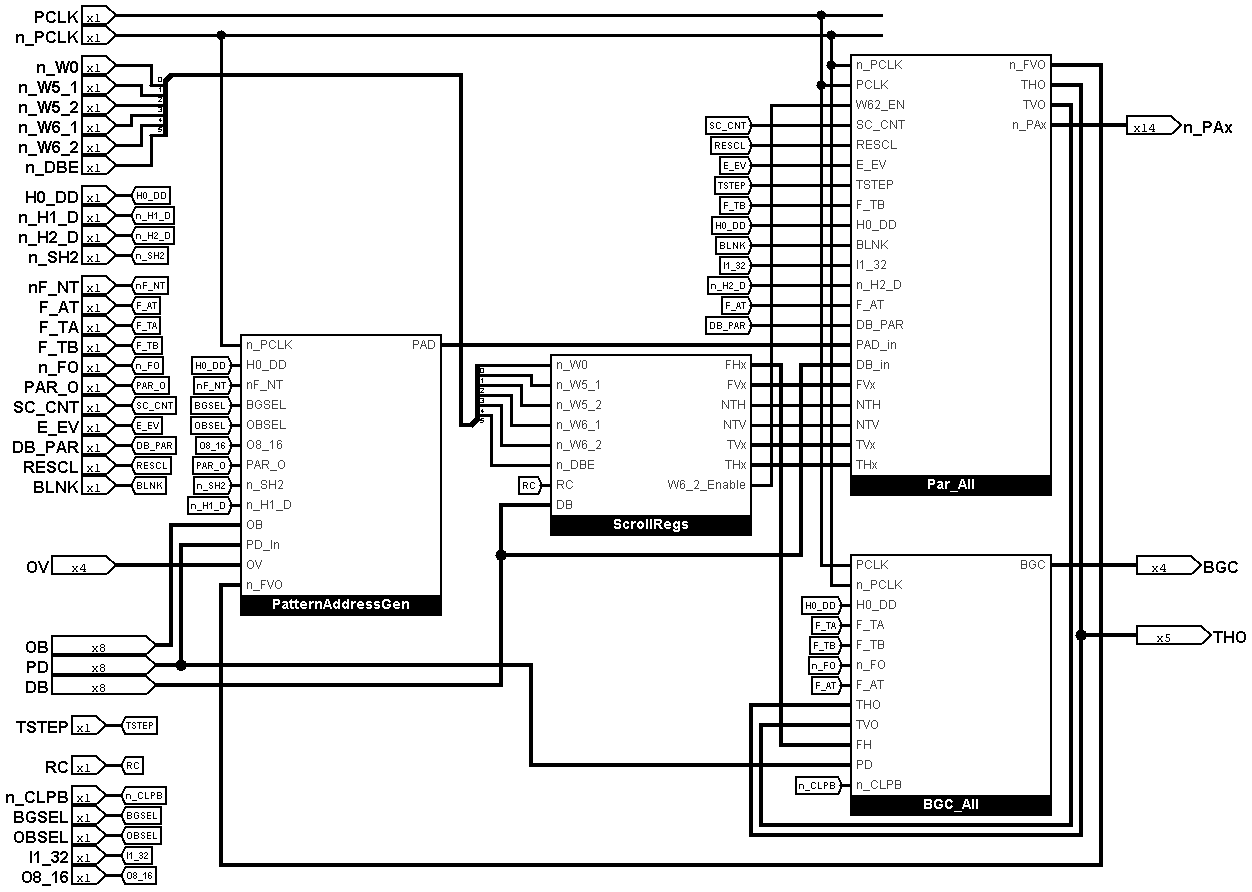 PCLK x1
n_PCLK x1
n_W0 x1
n_W5_1 x1
n_W5_2 x1
n_W6_1 x1
n_W6_2 x1
n_DBE x1
0
1
2
3
4
5
H0_DD x1 H0_DD
n_H1_D x1 n_H1_D
n_H2_D x1 n_H2_D
n_SH2 x1 n_SH2
nF_NT x1 nF_NT
F_AT x1 F_AT
F_TA x1 F_TA
F_TB x1 F_TB
n_FO x1 n_FO
PAR_O x1 PAR_O
SC_CNT x1 SC_CNT
E_EV x1 E_EV
DB_PAR x1 DB_PAR
RESCL x1 RESCL
BLNK x1 BLNK
OV x4
OB x8
PD x8
DB x8
TSTEP x1 TSTEP
RC x1 RC
n_CLPB x1 n_CLPB
BGSEL x1 BGSEL
OBSEL x1 OBSEL
I1_32 x1 I1_32
O8_16 x1 O8_16
n_PCLK PAD
H0_DD H0_DD
nF_NT nF_NT
BGSEL BGSEL
OBSEL OBSEL
O8_16 O8_16
PAR_O PAR_O
n_SH2 n_SH2
n_H1_D n_H1_D
OB
PD_In
OV
n_FVO
PatternAddressGen
0
1
2
3
4
5
n_W0 FHx
n_W5_1 FVx
n_W5_2 NTH
n_W6_1 NTV
n_W6_2 TVx
n_DBE THx
RC RC W6_2_Enable
DB
ScrollRegs
n_PCLK n_FVO
PCLK THO
W62_EN TVO
SC_CNT SC_CNT n_PAx
RESCL RESCL
E_EV E_EV
TSTEP TSTEP
F_TB F_TB
H0_DD H0_DD
BLNK BLNK
I1_32 I1_32
n_H2_D n_H2_D
F_AT F_AT
DB_PAR DB_PAR
PAD_in
DB_in
FVx
NTH
NTV
TVx
THx
Par_All
PCLK BGC
n_PCLK
H0_DD H0_DD
F_TA F_TA
F_TB F_TB
n_FO n_FO
F_AT F_AT
THO
TVO
FH
PD
n_CLPB n_CLPB
BGC_All
x14 n_PAx
x4 BGC
x5 THO